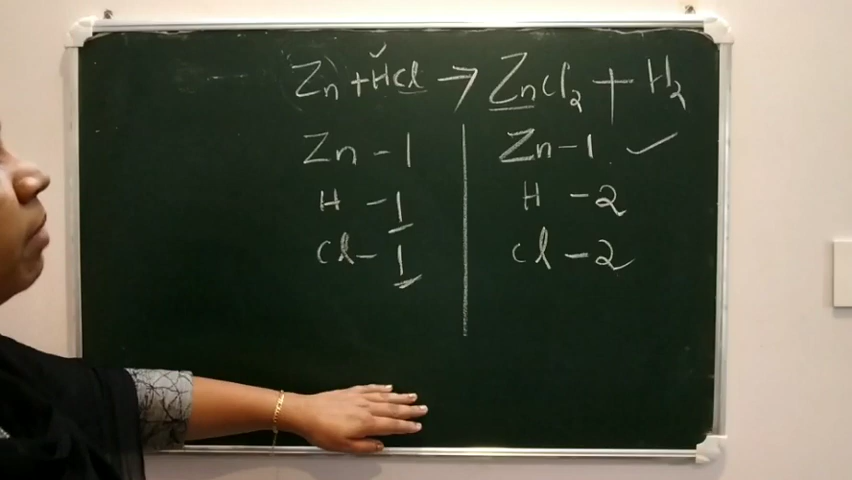 Zn + HCl → ZnCl₂ + H₂
Zn - 1 Zn - 1 ✓
H - 1 H - 2
Cl - 1 Cl - 2